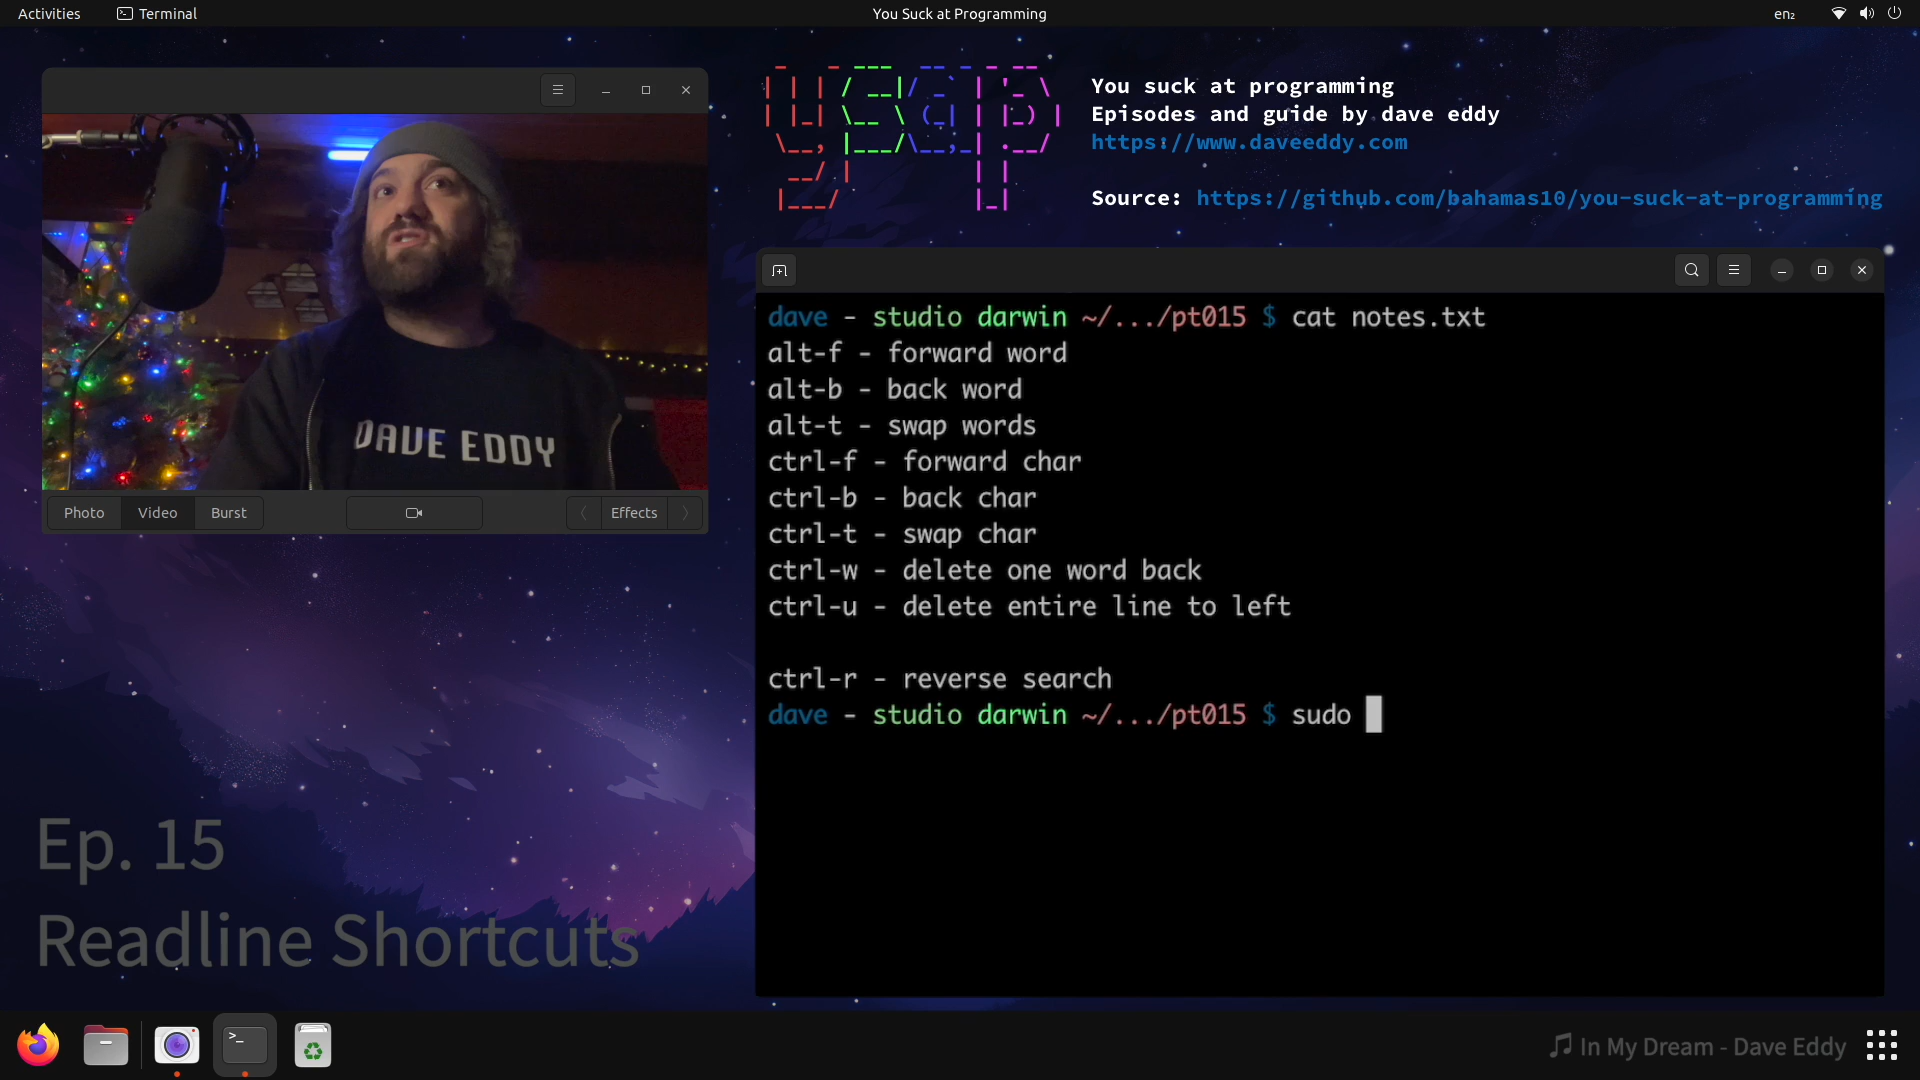 Activities
Terminal
You Suck at Programming
en₂
You suck at programming
Episodes and guide by dave eddy
https://www.daveeddy.com
Source: https://github.com/bahamas10/you-suck-at-programming
DAVE EDDY
Photo
Video
Burst
Effects
dave - studio darwin ~/.../pt015 $ cat notes.txt
alt-f - forward word
alt-b - back word
alt-t - swap words
ctrl-f - forward char
ctrl-b - back char
ctrl-t - swap char
ctrl-w - delete one word back
ctrl-u - delete entire line to left
ctrl-r - reverse search
dave - studio darwin ~/.../pt015 $ sudo
Ep. 15
Readline Shortcuts
In My Dream - Dave Eddy